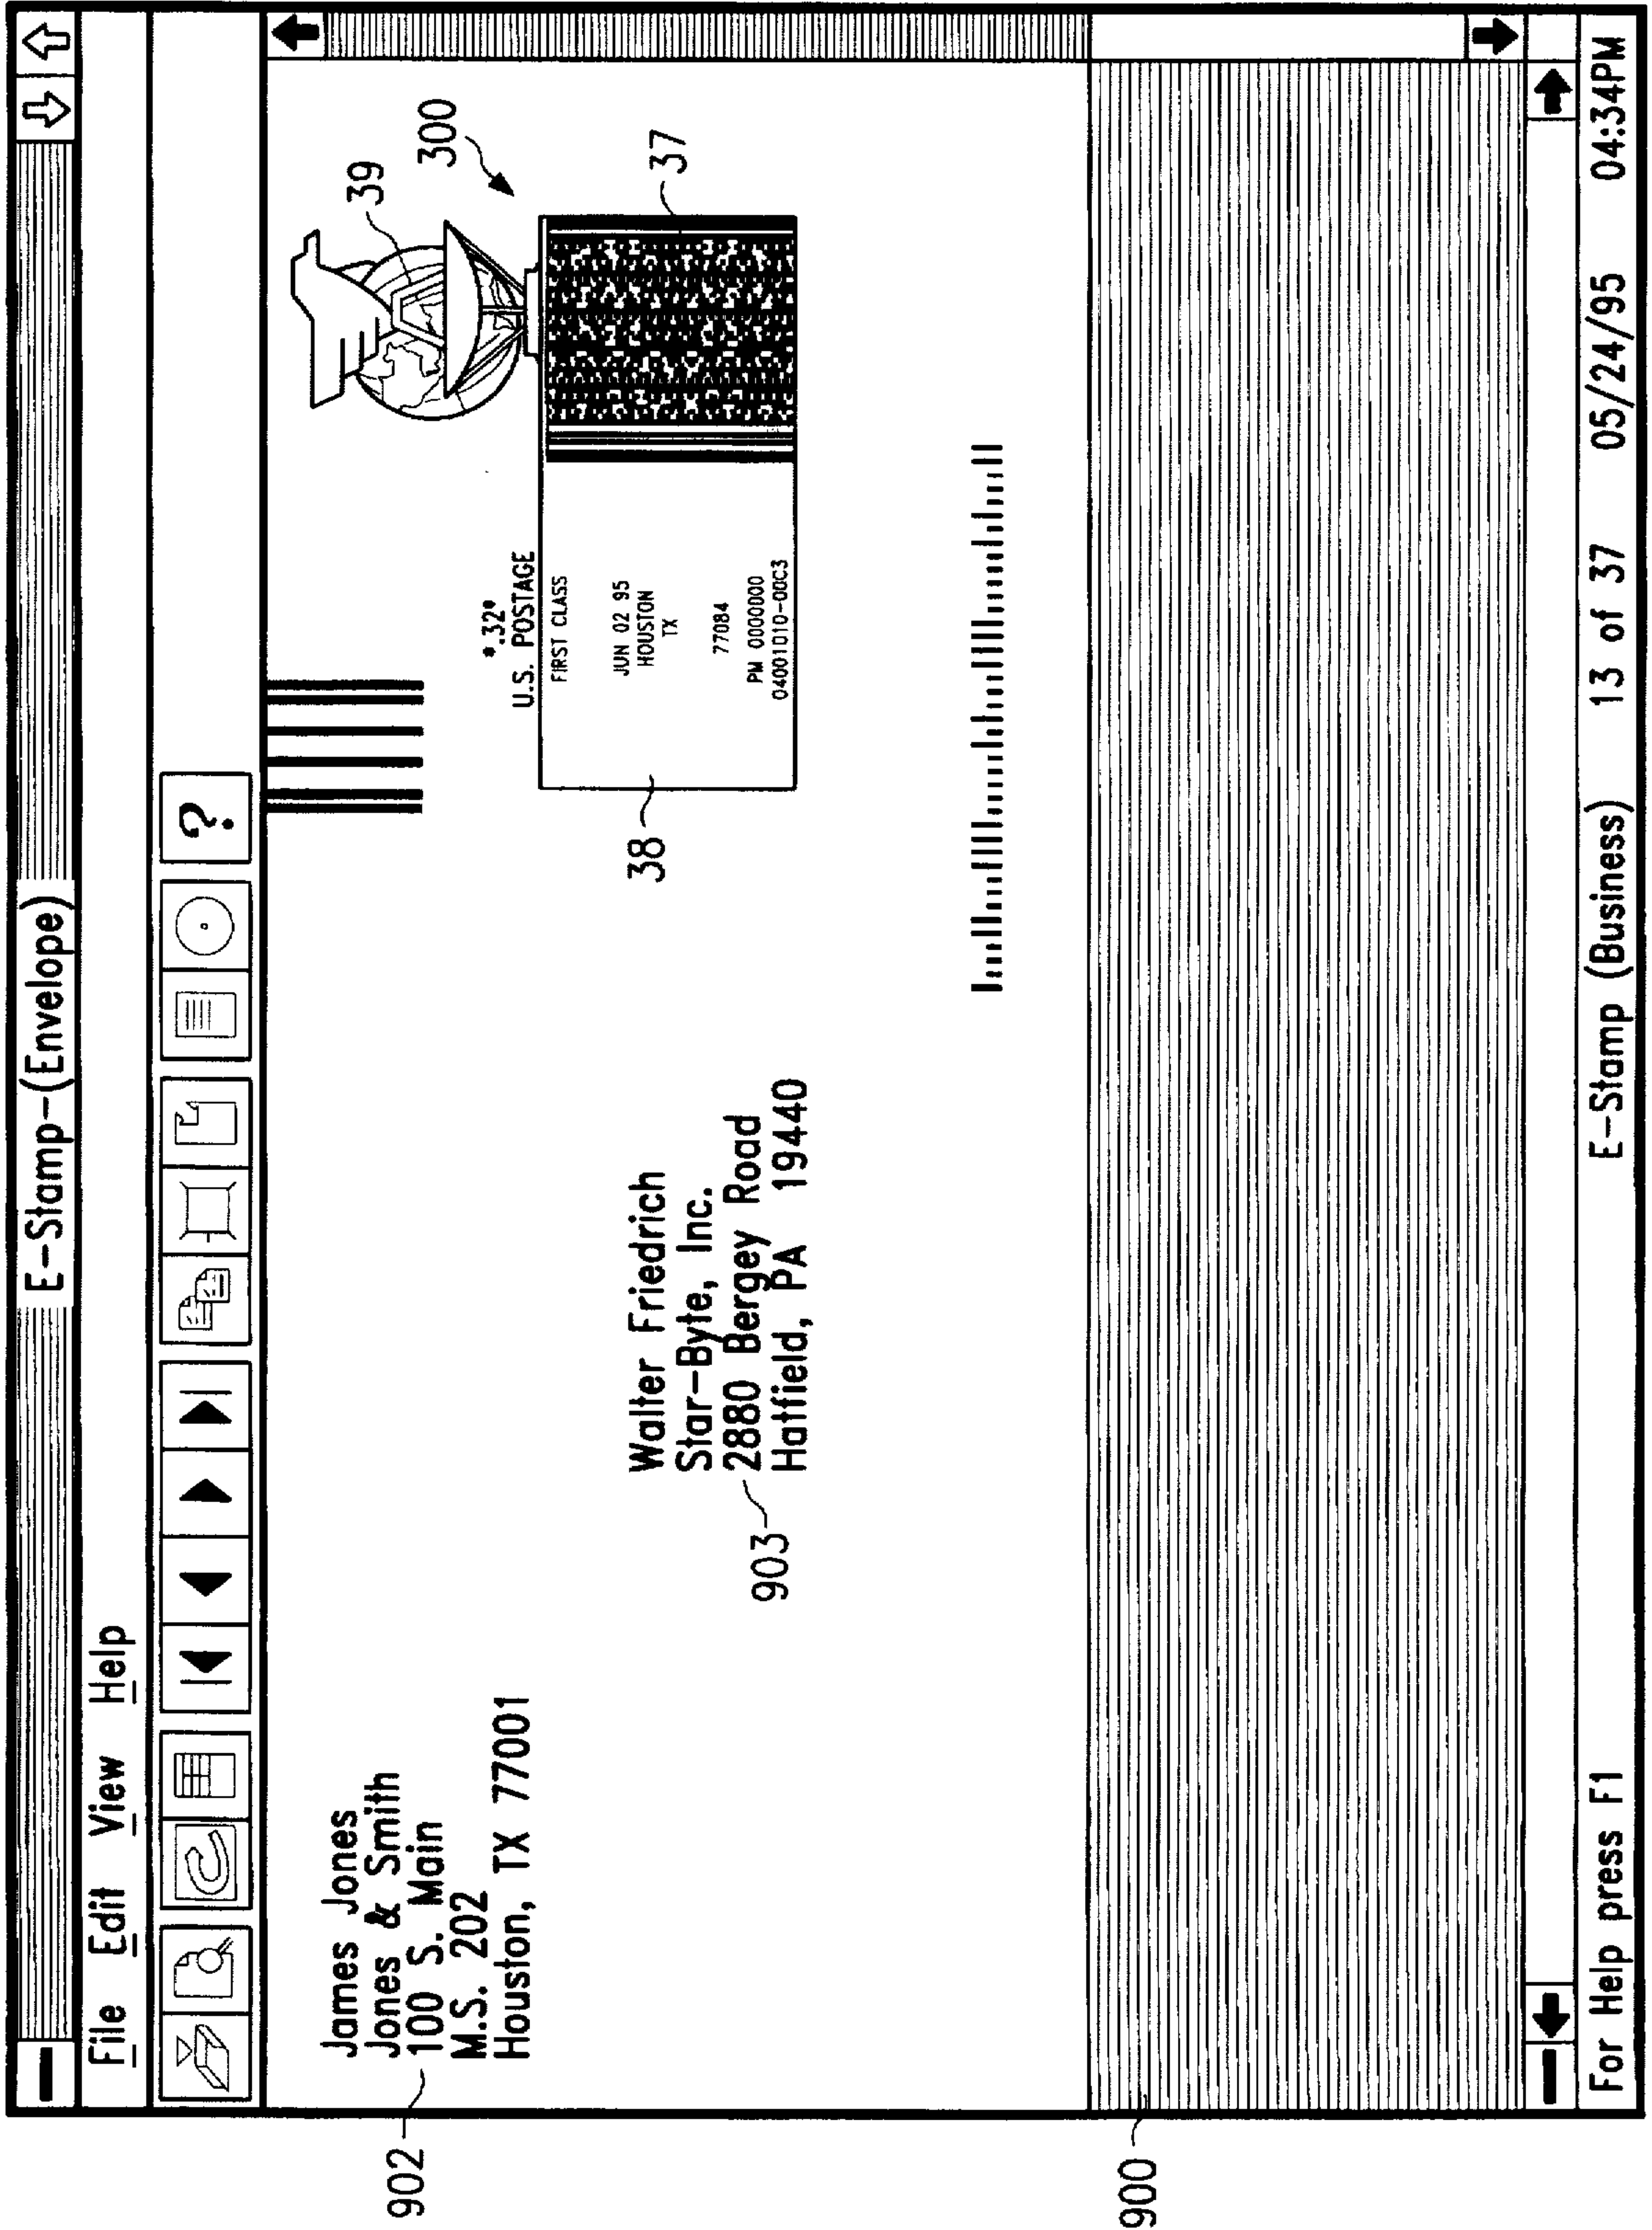 E-Stamp-(Envelope)
File Edit View Help
?
James Jones
Jones & Smith
100 S. Main
M.S. 202
Houston, TX 77001
902
39
300
*.32*
U.S. POSTAGE
FIRST CLASS
JUN 02 95
HOUSTON
TX
77084
PM 0000000
04001010-00C3
38
37
Walter Friedrich
Star-Byte, Inc.
2880 Bergey Road
Hatfield, PA 19440
903
900
For Help press F1 E-Stamp (Business) 13 of 37 05/24/95 04:34PM